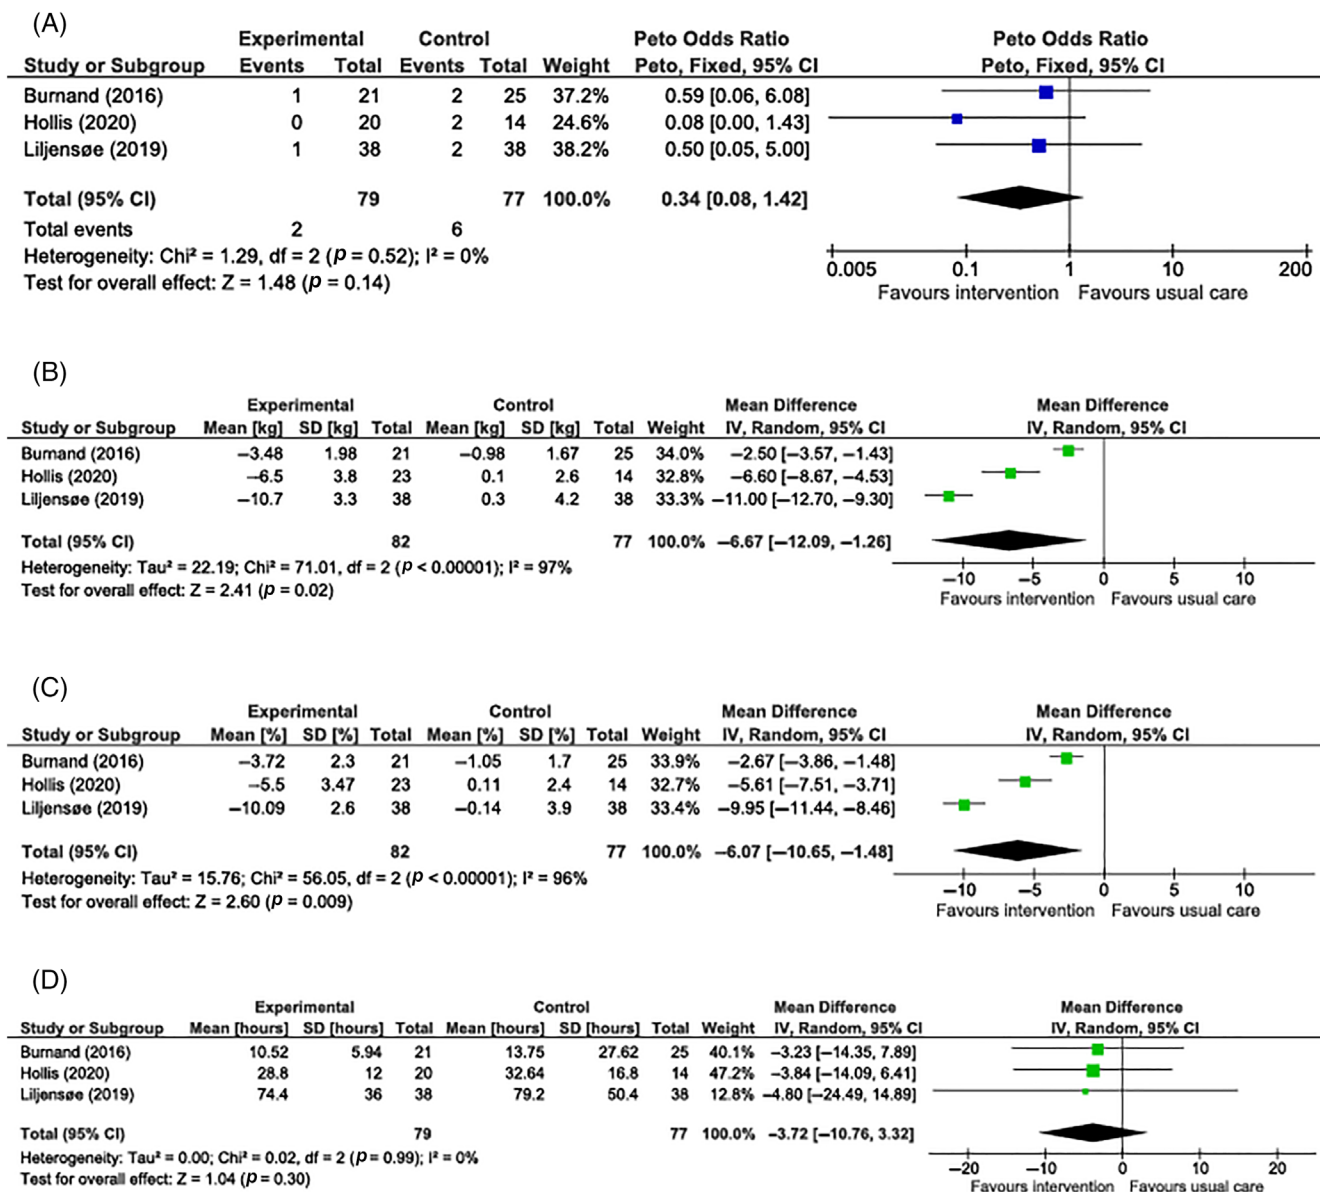 (A)
Experimental Control Peto Odds Ratio Peto Odds Ratio
Study or Subgroup Events Total Events Total Weight Peto, Fixed, 95% CI Peto, Fixed, 95% CI
Burnand (2016) 1 21 2 25 37.2% 0.59 [0.06, 6.08]
Hollis (2020) 0 20 2 14 24.6% 0.08 [0.00, 1.43]
Liljensøe (2019) 1 38 2 38 38.2% 0.50 [0.05, 5.00]
Total (95% CI) 79 77 100.0% 0.34 [0.08, 1.42]
Total events 2 6
Heterogeneity: Chi² = 1.29, df = 2 (p = 0.52); I² = 0%
Test for overall effect: Z = 1.48 (p = 0.14)
0.005 0.1 1 10 200
Favours intervention Favours usual care
(B)
Experimental Control Mean Difference Mean Difference
Study or Subgroup Mean [kg] SD [kg] Total Mean [kg] SD [kg] Total Weight IV, Random, 95% CI IV, Random, 95% CI
Burnand (2016) −3.48 1.98 21 −0.98 1.67 25 34.0% −2.50 [−3.57, −1.43]
Hollis (2020) −6.5 3.8 23 0.1 2.6 14 32.8% −6.60 [−8.67, −4.53]
Liljensøe (2019) −10.7 3.3 38 0.3 4.2 38 33.3% −11.00 [−12.70, −9.30]
Total (95% CI) 82 77 100.0% −6.67 [−12.09, −1.26]
Heterogeneity: Tau² = 22.19; Chi² = 71.01, df = 2 (p < 0.00001); I² = 97%
Test for overall effect: Z = 2.41 (p = 0.02)
−10 −5 0 5 10
Favours intervention Favours usual care
(C)
Experimental Control Mean Difference Mean Difference
Study or Subgroup Mean [%] SD [%] Total Mean [%] SD [%] Total Weight IV, Random, 95% CI IV, Random, 95% CI
Burnand (2016) −3.72 2.3 21 −1.05 1.7 25 33.9% −2.67 [−3.86, −1.48]
Hollis (2020) −5.5 3.47 23 0.11 2.4 14 32.7% −5.61 [−7.51, −3.71]
Liljensøe (2019) −10.09 2.6 38 −0.14 3.9 38 33.4% −9.95 [−11.44, −8.46]
Total (95% CI) 82 77 100.0% −6.07 [−10.65, −1.48]
Heterogeneity: Tau² = 15.76; Chi² = 56.05, df = 2 (p < 0.00001); I² = 96%
Test for overall effect: Z = 2.60 (p = 0.009)
−10 −5 0 5 10
Favours intervention Favours usual care
(D)
Experimental Control Mean Difference Mean Difference
Study or Subgroup Mean [hours] SD [hours] Total Mean [hours] SD [hours] Total Weight IV, Random, 95% CI IV, Random, 95% CI
Burnand (2016) 10.52 5.94 21 13.75 27.62 25 40.1% −3.23 [−14.35, 7.89]
Hollis (2020) 28.8 12 20 32.64 16.8 14 47.2% −3.84 [−14.09, 6.41]
Liljensøe (2019) 74.4 36 38 79.2 50.4 38 12.8% −4.80 [−24.49, 14.89]
Total (95% CI) 79 77 100.0% −3.72 [−10.76, 3.32]
Heterogeneity: Tau² = 0.00; Chi² = 0.02, df = 2 (p = 0.99); I² = 0%
Test for overall effect: Z = 1.04 (p = 0.30)
−20 −10 0 10 20
Favours intervention Favours usual care